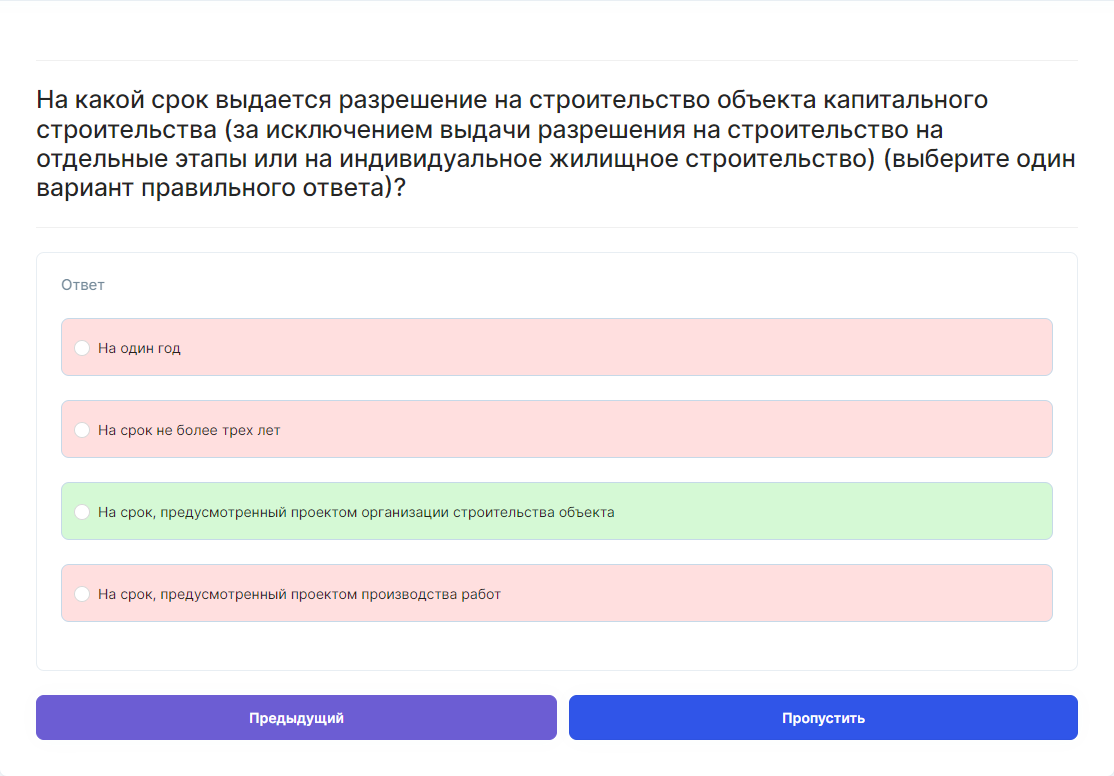 На какой срок выдается разрешение на строительство объекта капитального
строительства (за исключением выдачи разрешения на строительство на
отдельные этапы или на индивидуальное жилищное строительство) (выберите один
вариант правильного ответа)?
Ответ
На один год
На срок не более трех лет
На срок, предусмотренный проектом организации строительства объекта
На срок, предусмотренный проектом производства работ
Предыдущий
Пропустить